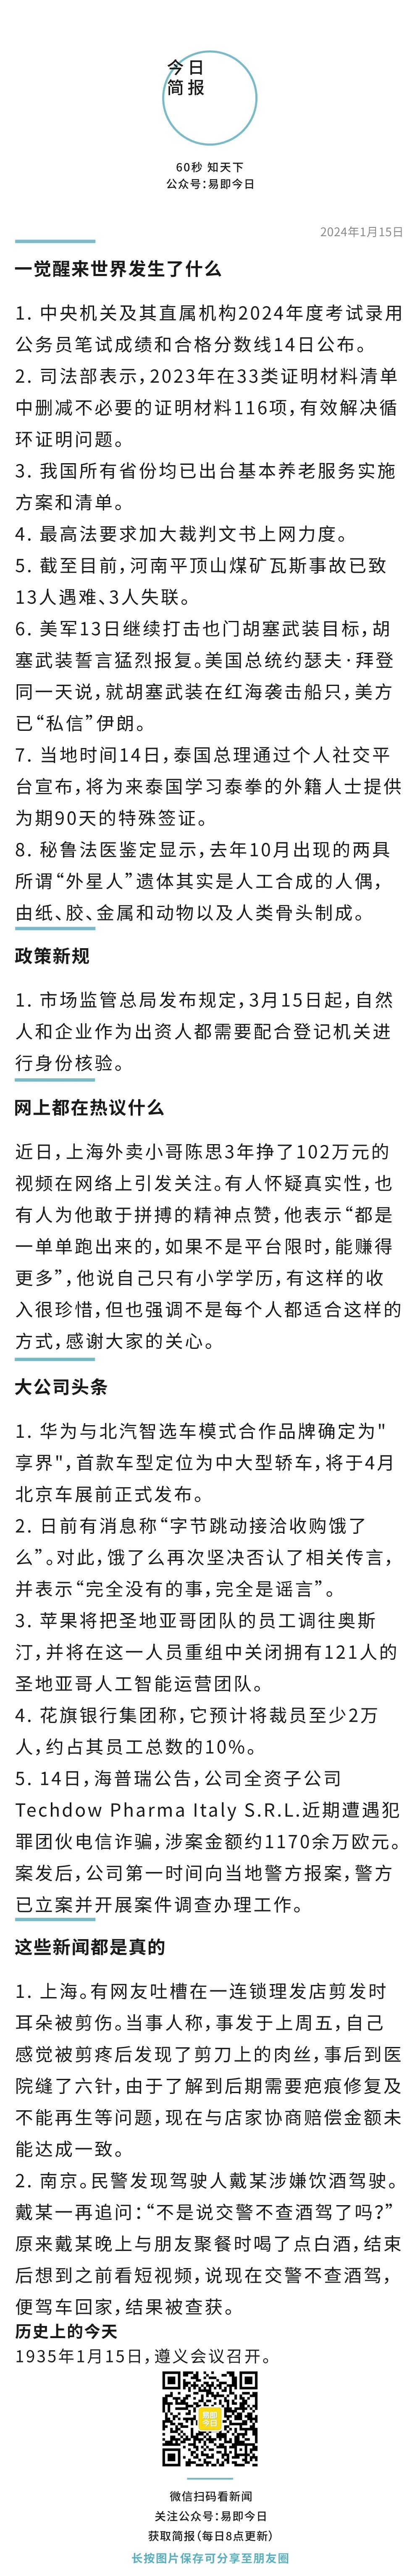 今日
简报
60秒 知天下
公众号：易即今日
2024年1月15日
一觉醒来世界发生了什么
1. 中央机关及其直属机构2024年度考试录用
公务员笔试成绩和合格分数线14日公布。
2. 司法部表示，2023年在33类证明材料清单
中删减不必要的证明材料116项，有效解决循
环证明问题。
3. 我国所有省份均已出台基本养老服务实施
方案和清单。
4. 最高法要求加大裁判文书上网力度。
5. 截至目前，河南平顶山煤矿瓦斯事故已致
13人遇难、3人失联。
6. 美军13日继续打击也门胡塞武装目标，胡
塞武装誓言猛烈报复。美国总统约瑟夫·拜登
同一天说，就胡塞武装在红海袭击船只，美方
已“私信”伊朗。
7. 当地时间14日，泰国总理通过个人社交平
台宣布，将为来泰国学习泰拳的外籍人士提供
为期90天的特殊签证。
8. 秘鲁法医鉴定显示，去年10月出现的两具
所谓“外星人”遗体其实是人工合成的人偶，
由纸、胶、金属和动物以及人类骨头制成。
政策新规
1. 市场监管总局发布规定，3月15日起，自然
人和企业作为出资人都需要配合登记机关进
行身份核验。
网上都在热议什么
近日，上海外卖小哥陈思3年挣了102万元的
视频在网络上引发关注。有人怀疑真实性，也
有人为他敢于拼搏的精神点赞，他表示“都是
一单单跑出来的，如果不是平台限时，能赚得
更多”，他说自己只有小学学历，有这样的收
入很珍惜，但也强调不是每个人都适合这样的
方式，感谢大家的关心。
大公司头条
1. 华为与北汽智选车模式合作品牌确定为"
享界"，首款车型定位为中大型轿车，将于4月
北京车展前正式发布。
2. 日前有消息称“字节跳动接洽收购饿了
么”。对此，饿了么再次坚决否认了相关传言，
并表示“完全没有的事，完全是谣言”。
3. 苹果将把圣地亚哥团队的员工调往奥斯
汀，并将在这一人员重组中关闭拥有121人的
圣地亚哥人工智能运营团队。
4. 花旗银行集团称，它预计将裁员至少2万
人，约占其员工总数的10%。
5. 14日，海普瑞公告，公司全资子公司
Techdow Pharma Italy S.R.L.近期遭遇犯
罪团伙电信诈骗，涉案金额约1170余万欧元。
案发后，公司第一时间向当地警方报案，警方
已立案并开展案件调查办理工作。
这些新闻都是真的
1. 上海。有网友吐槽在一连锁理发店剪发时
耳朵被剪伤。当事人称，事发于上周五，自己
感觉被剪疼后发现了剪刀上的肉丝，事后到医
院缝了六针，由于了解到后期需要疤痕修复及
不能再生等问题，现在与店家协商赔偿金额未
能达成一致。
2. 南京。民警发现驾驶人戴某涉嫌饮酒驾驶。
戴某一再追问：“不是说交警不查酒驾了吗？”
原来戴某晚上与朋友聚餐时喝了点白酒，结束
后想到之前看短视频，说现在交警不查酒驾，
便驾车回家，结果被查获。
历史上的今天
1935年1月15日，遵义会议召开。
易即
今日
微信扫码看新闻
关注公众号：易即今日
获取简报（每日8点更新）
长按图片保存可分享至朋友圈